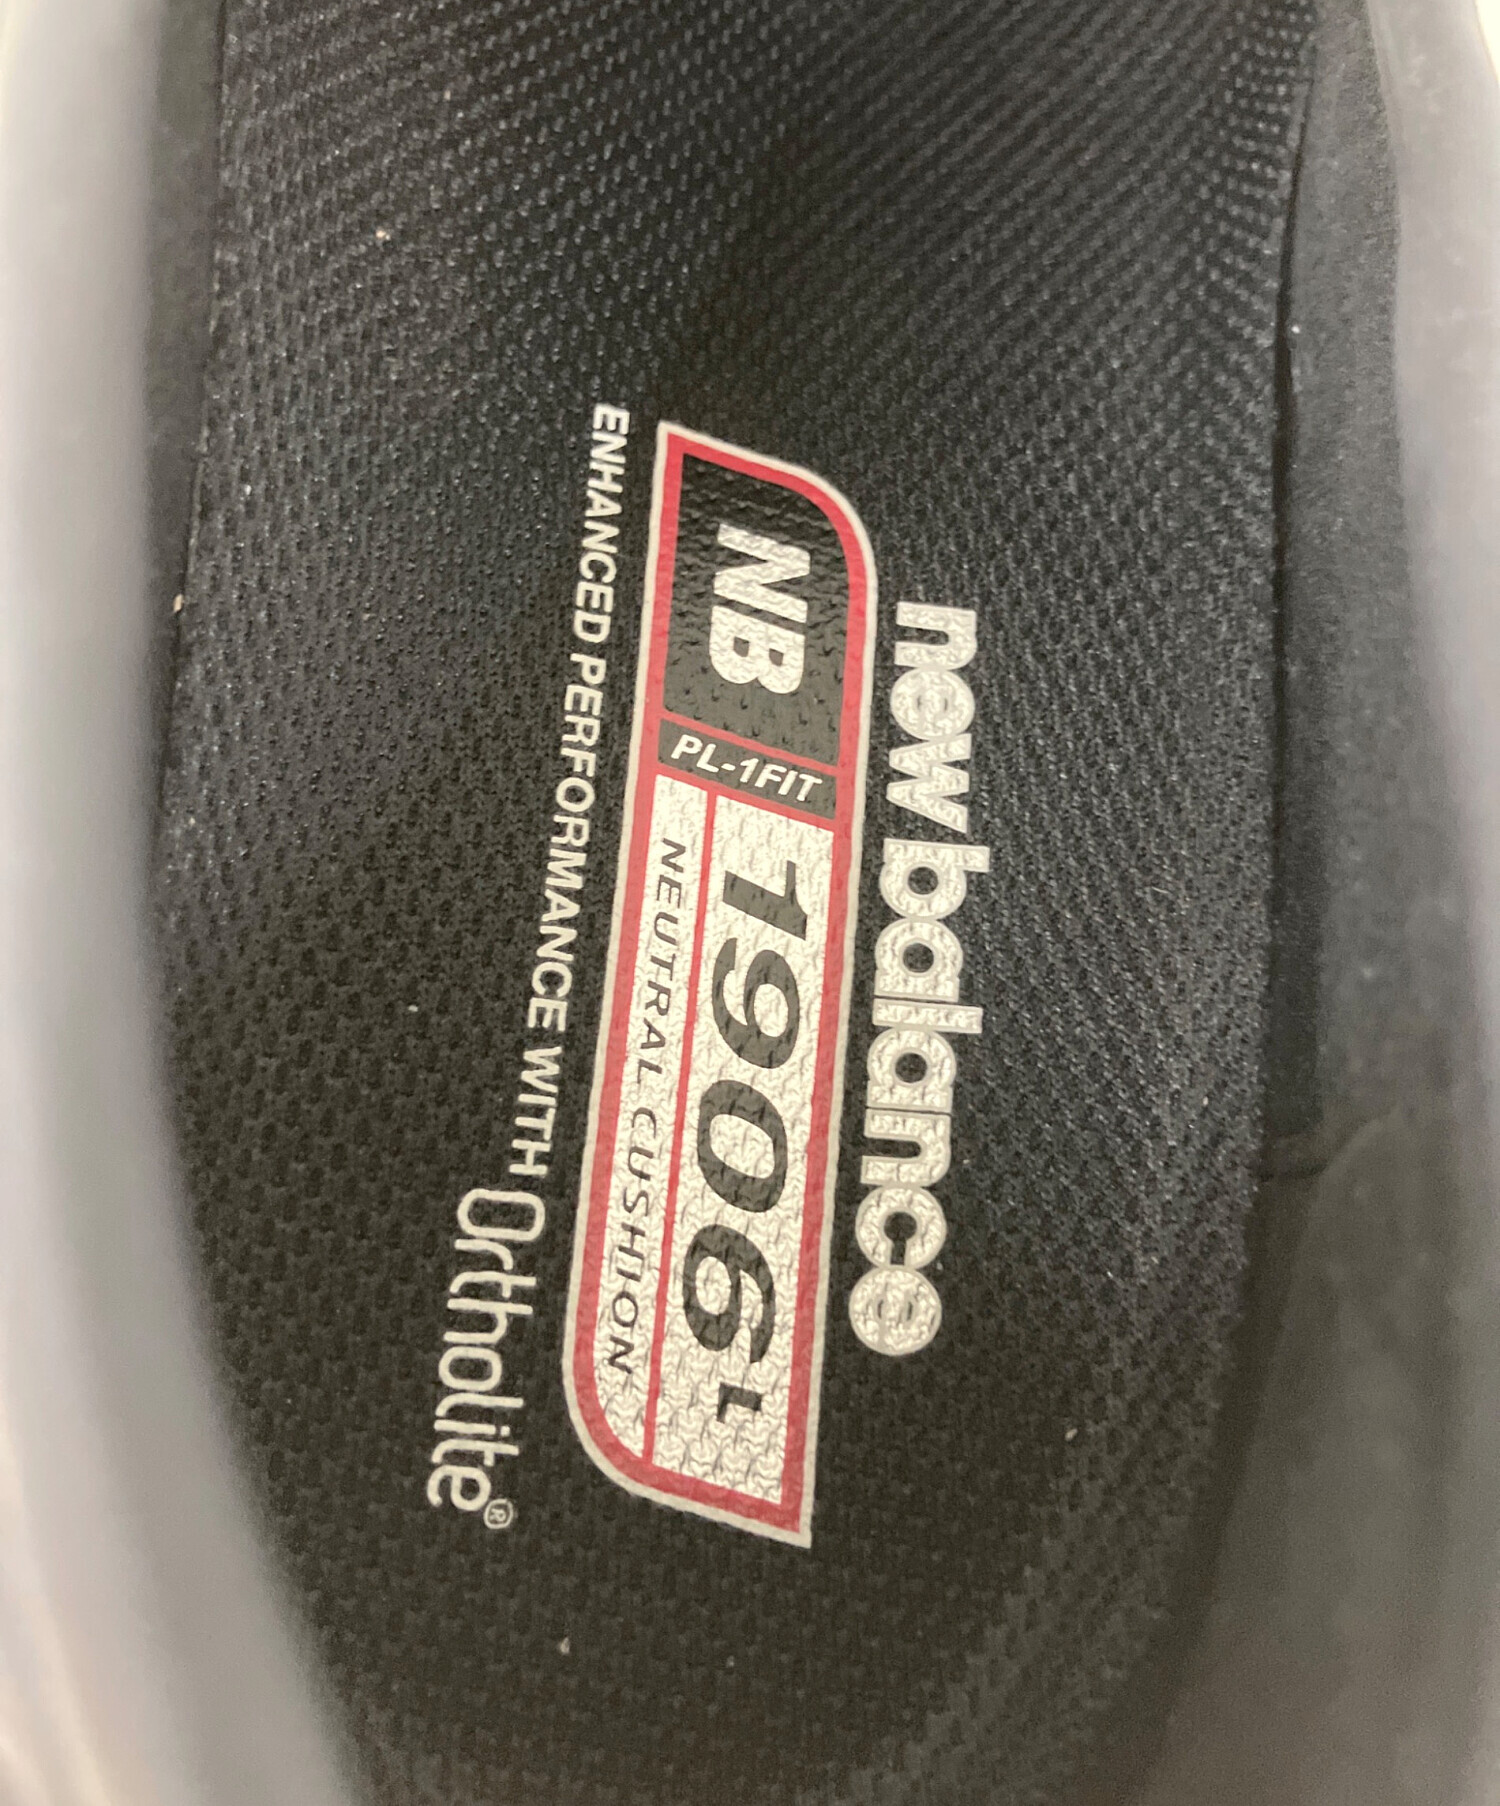 new balance
NB
PL-1FIT
1906L
NEUTRAL CUSHION
ENHANCED PERFORMANCE WITH Ortholite®